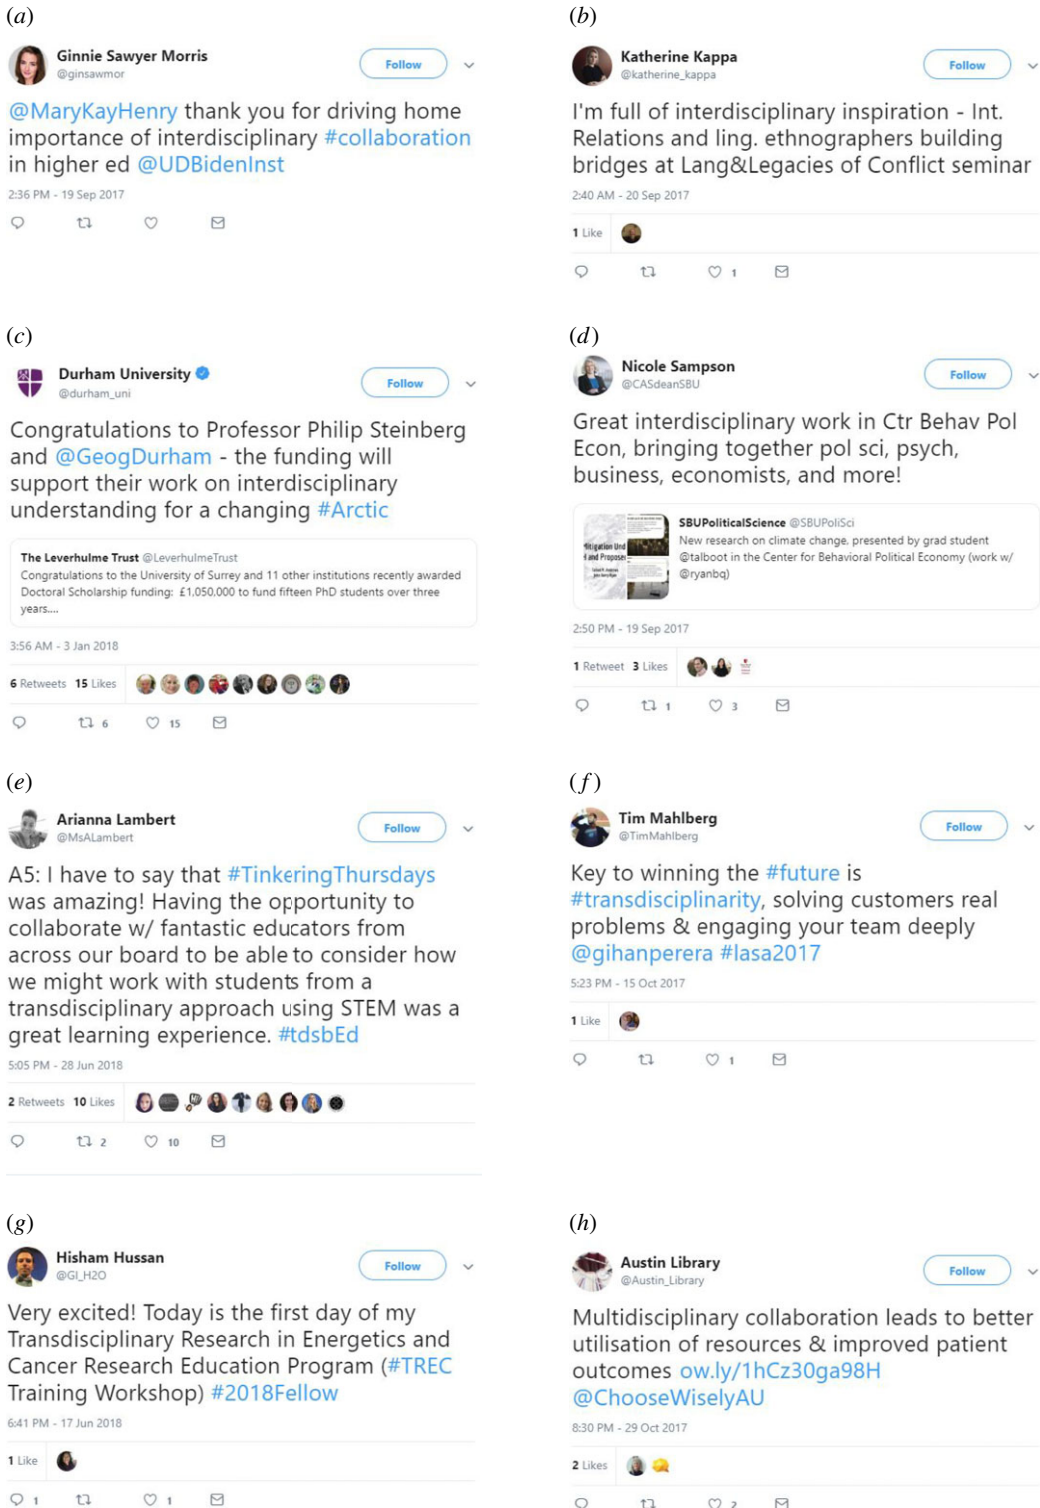 (a)
Ginnie Sawyer Morris
@ginsawmor
Follow
@MaryKayHenry thank you for driving home
importance of interdisciplinary #collaboration
in higher ed @UDBidenInst
2:36 PM - 19 Sep 2017
(b)
Katherine Kappa
@katherine_kappa
Follow
I'm full of interdisciplinary inspiration - Int.
Relations and ling. ethnographers building
bridges at Lang&Legacies of Conflict seminar
2:40 AM - 20 Sep 2017
1 Like
1
(c)
Durham University
@durham_uni
Follow
Congratulations to Professor Philip Steinberg
and @GeogDurham - the funding will
support their work on interdisciplinary
understanding for a changing #Arctic
The Leverhulme Trust @LeverhulmeTrust
Congratulations to the University of Surrey and 11 other institutions recently awarded
Doctoral Scholarship funding: £1,050,000 to fund fifteen PhD students over three
years....
3:56 AM - 3 Jan 2018
6 Retweets 15 Likes
6 15
(d)
Nicole Sampson
@CASdeanSBU
Follow
Great interdisciplinary work in Ctr Behav Pol
Econ, bringing together pol sci, psych,
business, economists, and more!
SBUPoliticalScience @SBUPoliSci
New research on climate change, presented by grad student
@talboot in the Center for Behavioral Political Economy (work w/
@ryanbq)
2:50 PM - 19 Sep 2017
1 Retweet 3 Likes
1 3
(e)
Arianna Lambert
@MsALambert
Follow
A5: I have to say that #TinkeringThursdays
was amazing! Having the opportunity to
collaborate w/ fantastic educators from
across our board to be able to consider how
we might work with students from a
transdisciplinary approach using STEM was a
great learning experience. #tdsbEd
5:05 PM - 28 Jun 2018
2 Retweets 10 Likes
2 10
(f)
Tim Mahlberg
@TimMahlberg
Follow
Key to winning the #future is
#transdisciplinarity, solving customers real
problems & engaging your team deeply
@gihanperera #lasa2017
5:23 PM - 15 Oct 2017
1 Like
1
(g)
Hisham Hussan
@GI_H2O
Follow
Very excited! Today is the first day of my
Transdisciplinary Research in Energetics and
Cancer Research Education Program (#TREC
Training Workshop) #2018Fellow
6:41 PM - 17 Jun 2018
1 Like
1 1
(h)
Austin Library
@Austin_Library
Follow
Multidisciplinary collaboration leads to better
utilisation of resources & improved patient
outcomes ow.ly/1hCz30ga98H
@ChooseWiselyAU
8:30 PM - 29 Oct 2017
2 Likes
2